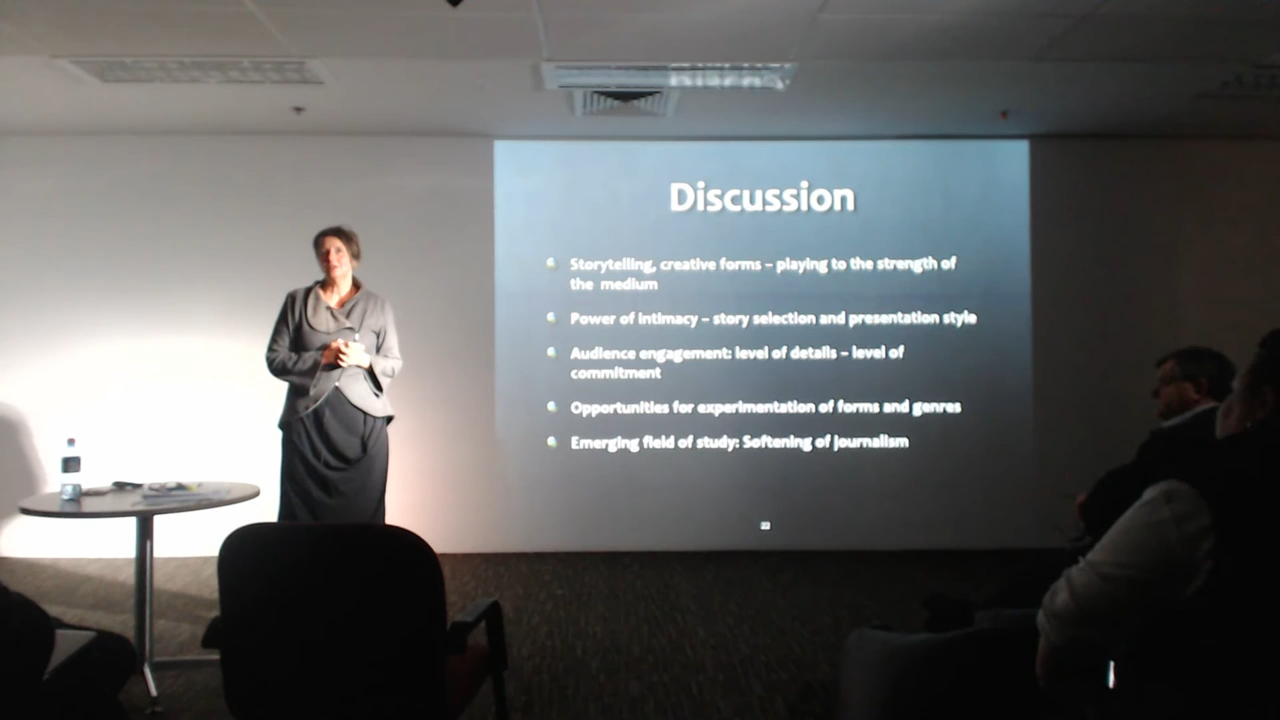 Discussion
Storytelling, creative forms – playing to the strength of
the medium
Power of intimacy – story selection and presentation style
Audience engagement: level of details – level of
commitment
Opportunities for experimentation of forms and genres
Emerging field of study: Softening of journalism